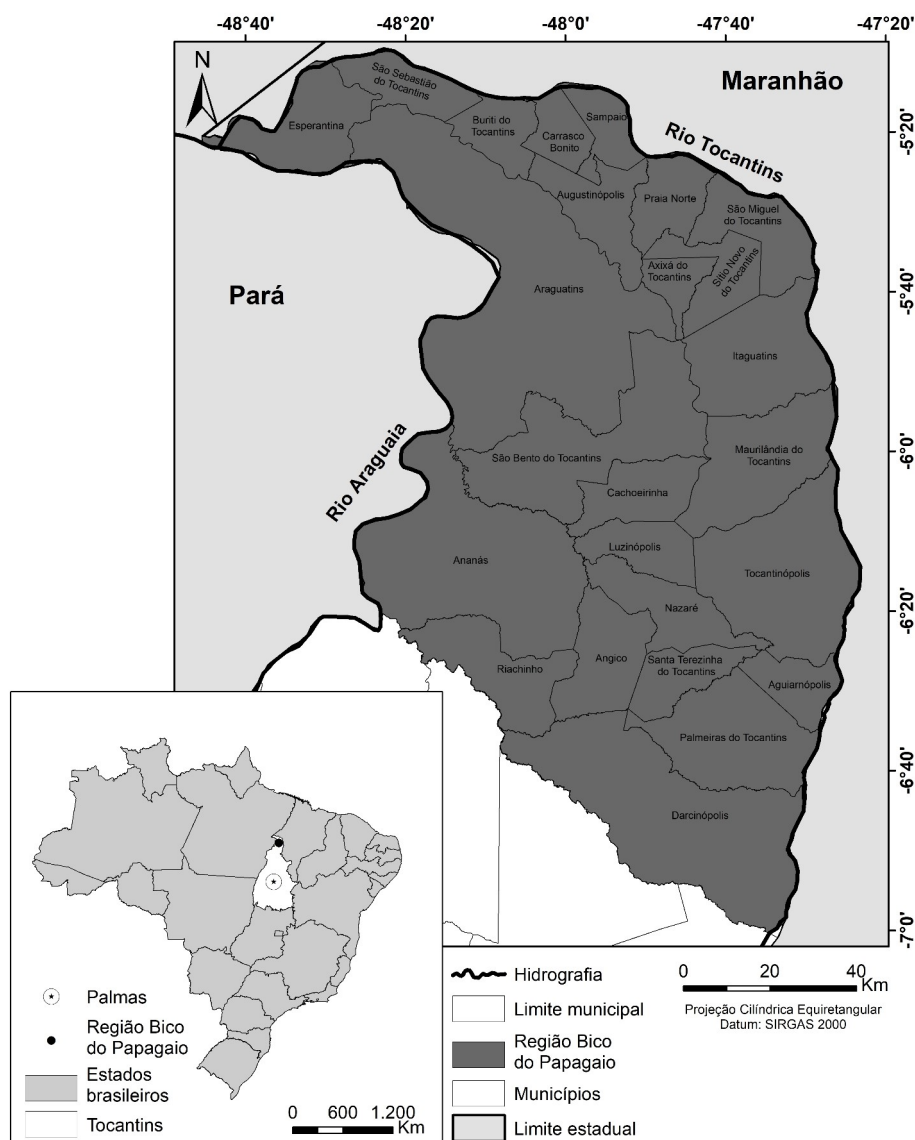 -48°40'
-48°20'
-48°0'
-47°40'
-47°20'
N
Maranhão
São Sebastião
do Tocantins
Esperantina
Buriti do
Tocantins
Carrasco
Bonito
Sampaio
Rio Tocantins
-5°20'
Augustinópolis
Praia Norte
São Miguel
do Tocantins
Axixá do
Tocantins
Sítio Novo
do Tocantins
Pará
Araguatins
-5°40'
Itaguatins
Rio Araguaia
São Bento do Tocantins
Maurilândia do
Tocantins
-6°0'
Cachoeirinha
Ananás
Luzinópolis
Tocantinópolis
Nazaré
-6°20'
Riachinho
Angico
Santa Terezinha
do Tocantins
Aguiarnópolis
Palmeiras do Tocantins
-6°40'
Darcinópolis
-7°0'
Palmas
Região Bico
do Papagaio
Estados
brasileiros
Tocantins
0 600 1.200
Km
Hidrografia
Limite municipal
Região Bico
do Papagaio
Municípios
Limite estadual
0 20 40
Km
Projeção Cilíndrica Equiretangular
Datum: SIRGAS 2000